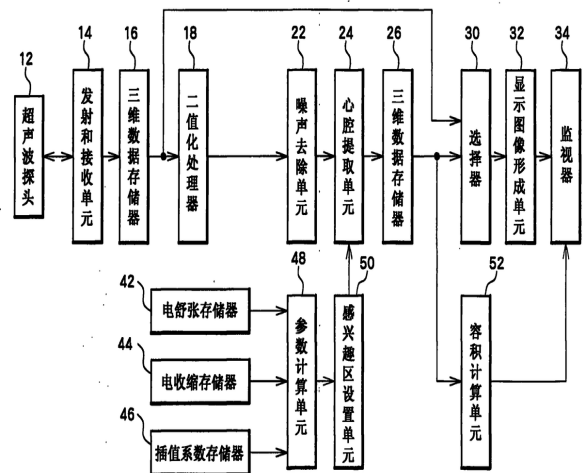 12
超声波探头
14
发射和接收单元
16
三维数据存储器
18
二值化处理器
22
噪声去除单元
24
心腔提取单元
26
三维数据存储器
30
选择器
32
显示图像形成单元
34
监视器
42
电舒张存储器
44
电收缩存储器
46
插值系数存储器
48
参数计算单元
50
感兴趣区设置单元
52
容积计算单元